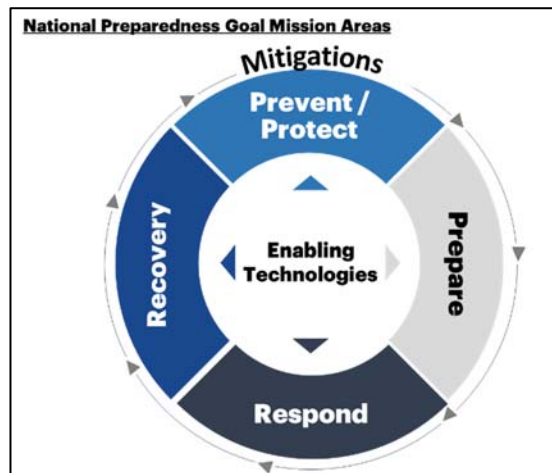 National Preparedness Goal Mission Areas
Mitigations
Prevent /
Protect
Prepare
Respond
Recovery
Enabling
Technologies